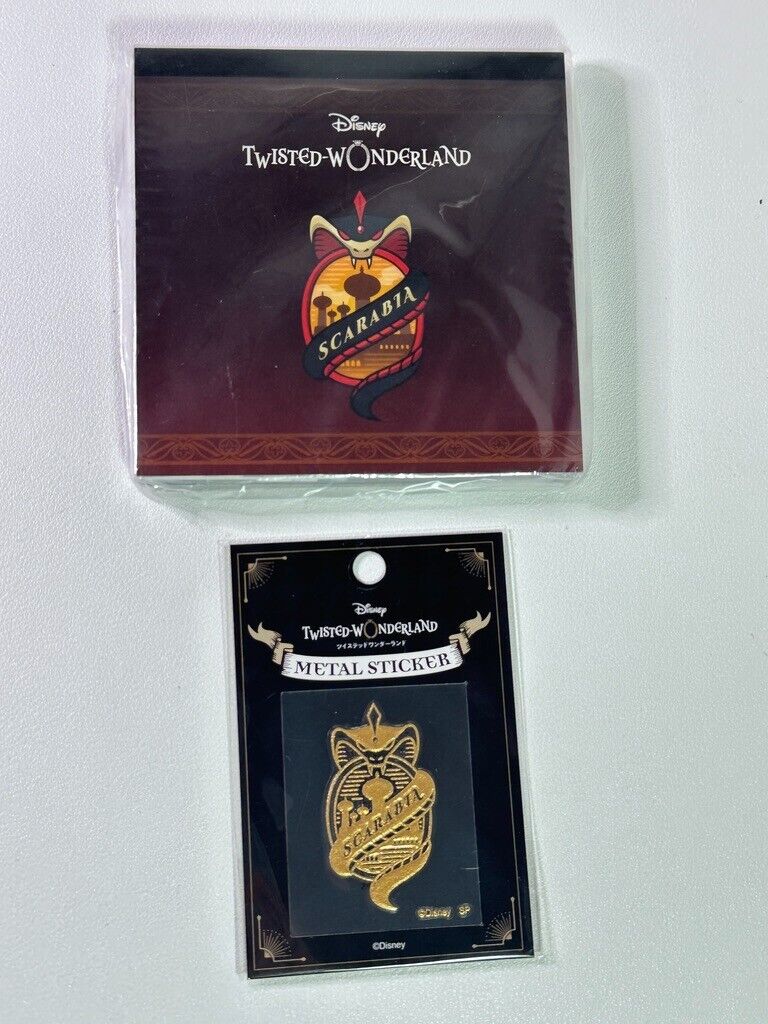 Disney
TWISTED-WONDERLAND
SCARABIA
Disney
TWISTED-WONDERLAND
ツイステッドワンダーランド
METAL STICKER
SCARABIA
©Disney SP
©Disney